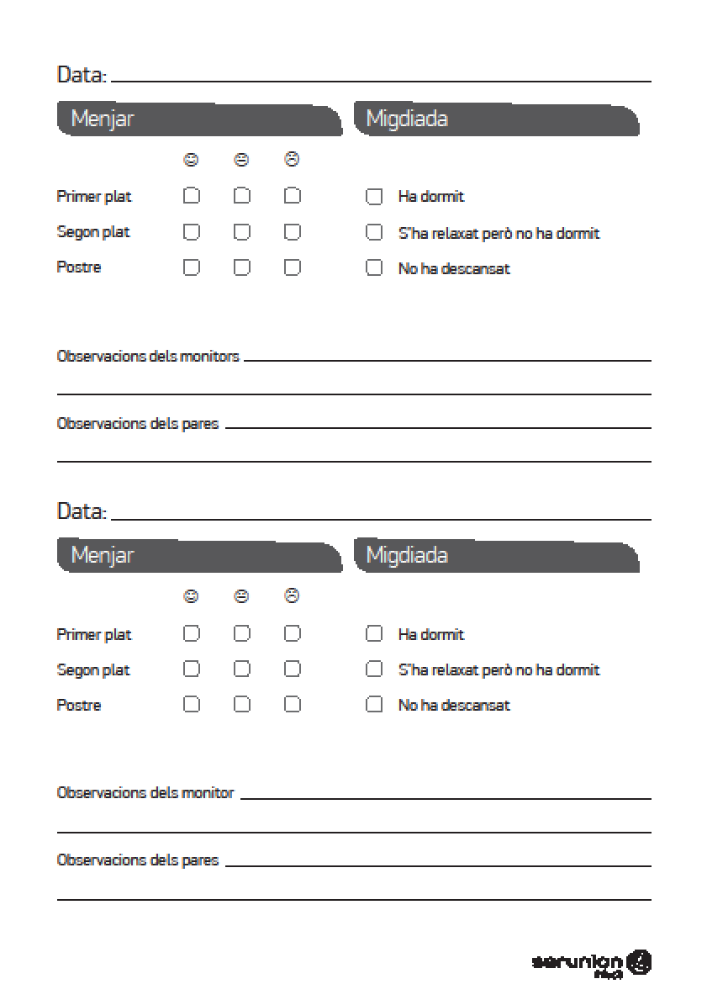 Data:
Menjar Migdiada
Primer plat Ha dormit
Segon plat S'ha relaxat però no ha dormit
Postre No ha descansat
Observacions dels monitors
Observacions dels pares
Data:
Menjar Migdiada
Primer plat Ha dormit
Segon plat S'ha relaxat però no ha dormit
Postre No ha descansat
Observacions dels monitor
Observacions dels pares
serunion